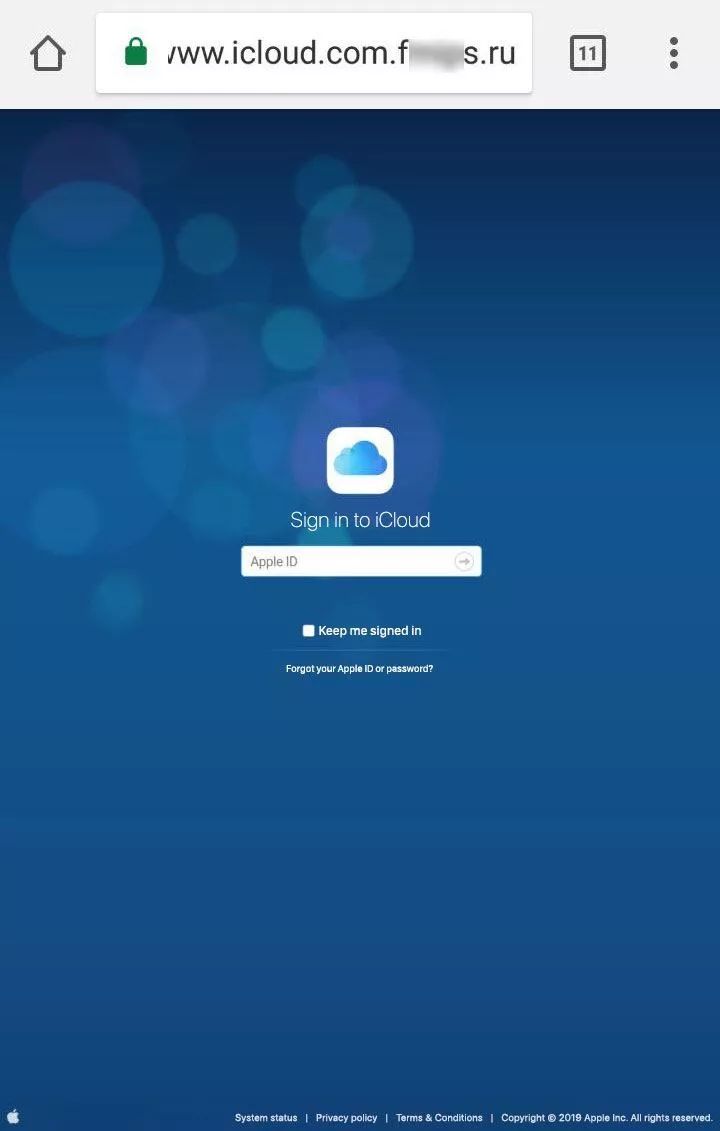 www.icloud.com.f s.ru
11
Sign in to iCloud
Apple ID
Keep me signed in
Forgot your Apple ID or password?
System status | Privacy policy | Terms & Conditions | Copyright © 2019 Apple Inc. All rights reserved.